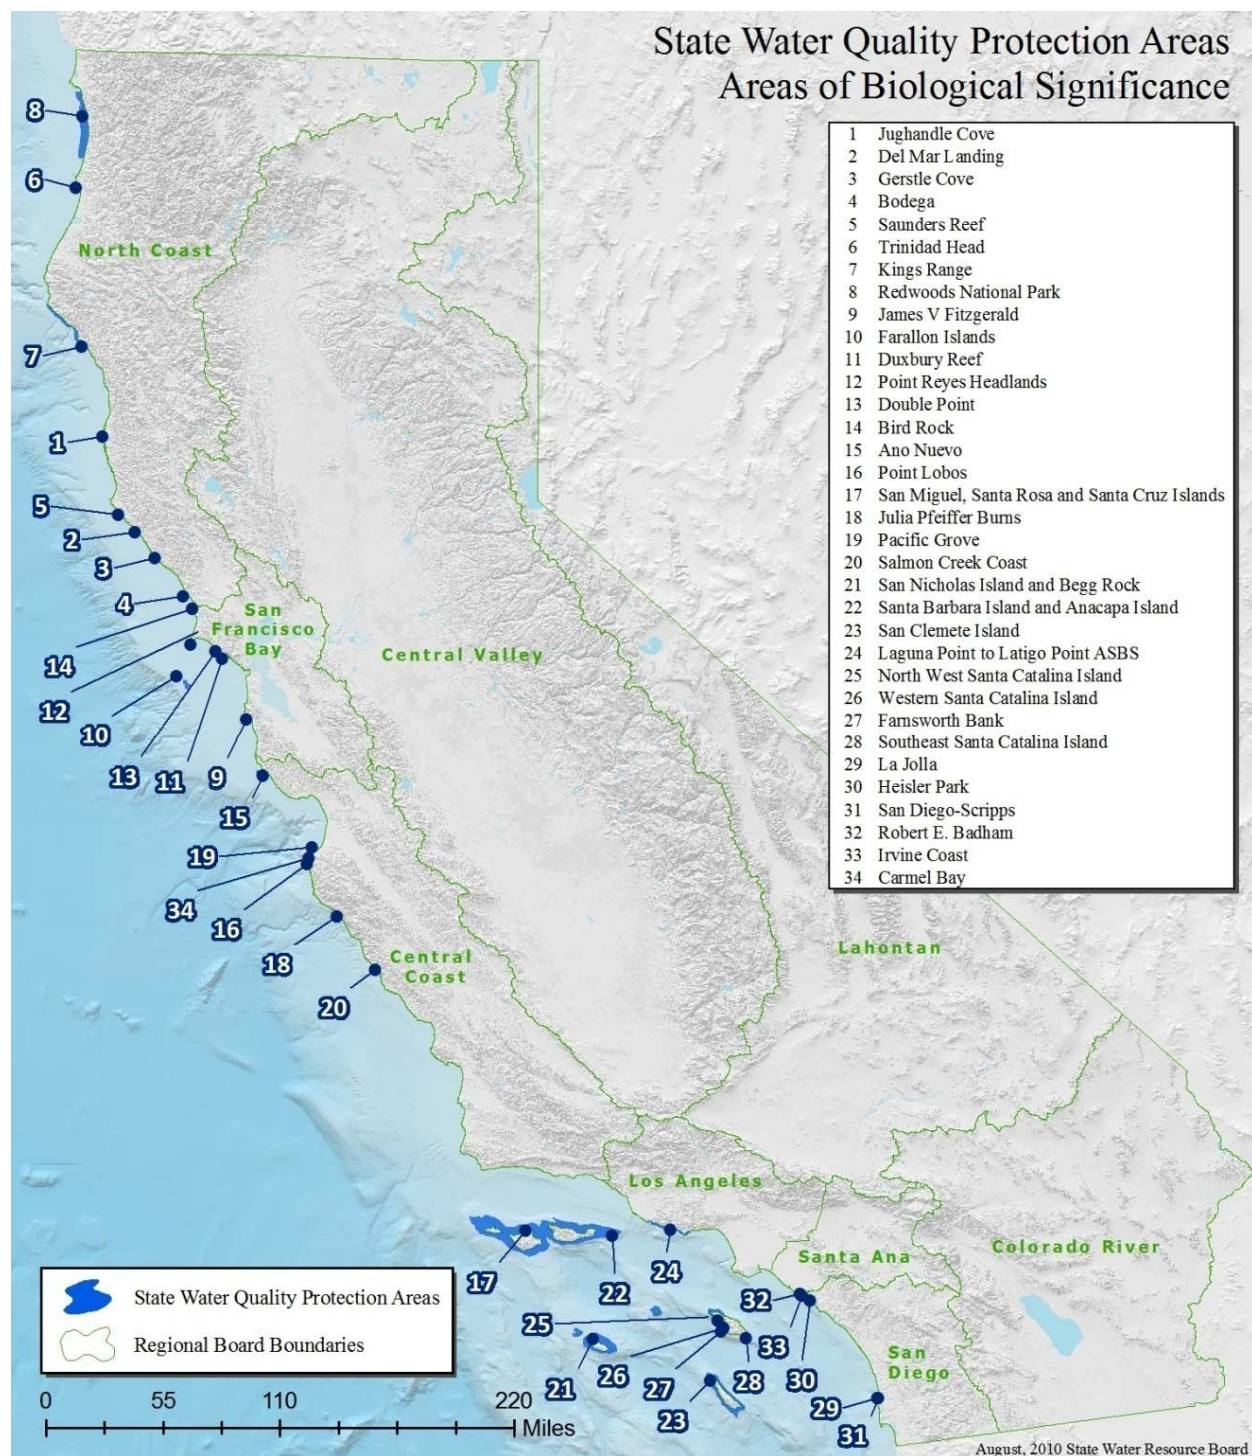 State Water Quality Protection Areas
Areas of Biological Significance
1 Jughandle Cove
2 Del Mar Landing
3 Gerstle Cove
4 Bodega
5 Saunders Reef
6 Trinidad Head
7 Kings Range
8 Redwoods National Park
9 James V Fitzgerald
10 Farallon Islands
11 Duxbury Reef
12 Point Reyes Headlands
13 Double Point
14 Bird Rock
15 Ano Nuevo
16 Point Lobos
17 San Miguel, Santa Rosa and Santa Cruz Islands
18 Julia Pfeiffer Burns
19 Pacific Grove
20 Salmon Creek Coast
21 San Nicholas Island and Begg Rock
22 Santa Barbara Island and Anacapa Island
23 San Clemete Island
24 Laguna Point to Latigo Point ASBS
25 North West Santa Catalina Island
26 Western Santa Catalina Island
27 Farnsworth Bank
28 Southeast Santa Catalina Island
29 La Jolla
30 Heisler Park
31 San Diego-Scripps
32 Robert E. Badham
33 Irvine Coast
34 Carmel Bay
8
6
North Coast
7
1
5
2
3
4
San
Francisco
Bay
Central Valley
14
12
10
13
11
9
15
19
34
16
18
20
Central
Coast
Lahontan
Los Angeles
Santa Ana
Colorado River
17
22
24
32
25
33
30
21
26
27
28
23
San
Diego
29
31
State Water Quality Protection Areas
Regional Board Boundaries
0 55 110 220
Miles
August, 2010 State Water Resource Board